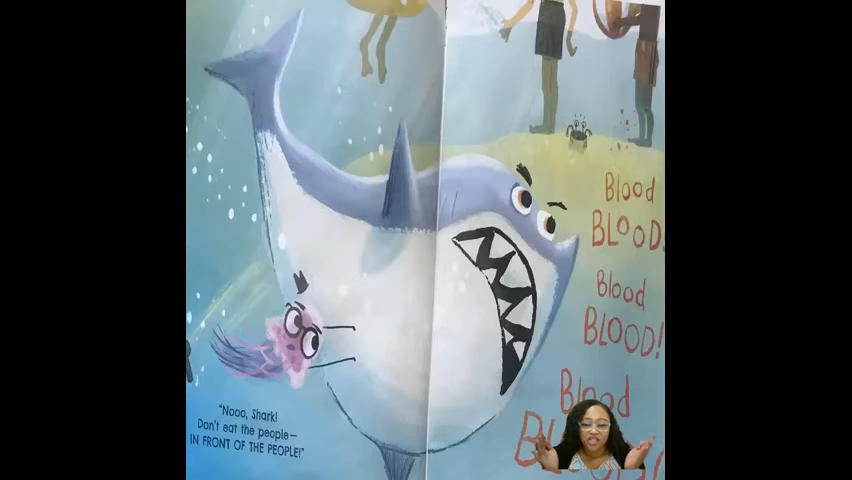 Blood
BLOOD!
Blood
BLOOD!
Blood
"Nooo, Shark!
Don't eat the people—
IN FRONT OF THE PEOPLE!"